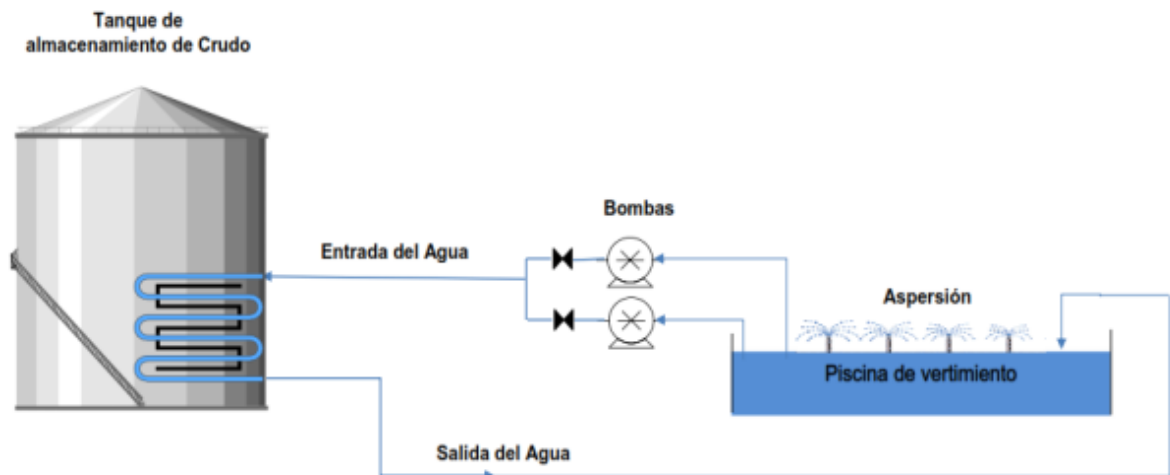 Tanque de
almacenamiento de Crudo
Bombas
Entrada del Agua
Aspersión
Piscina de vertimiento
Salida del Agua